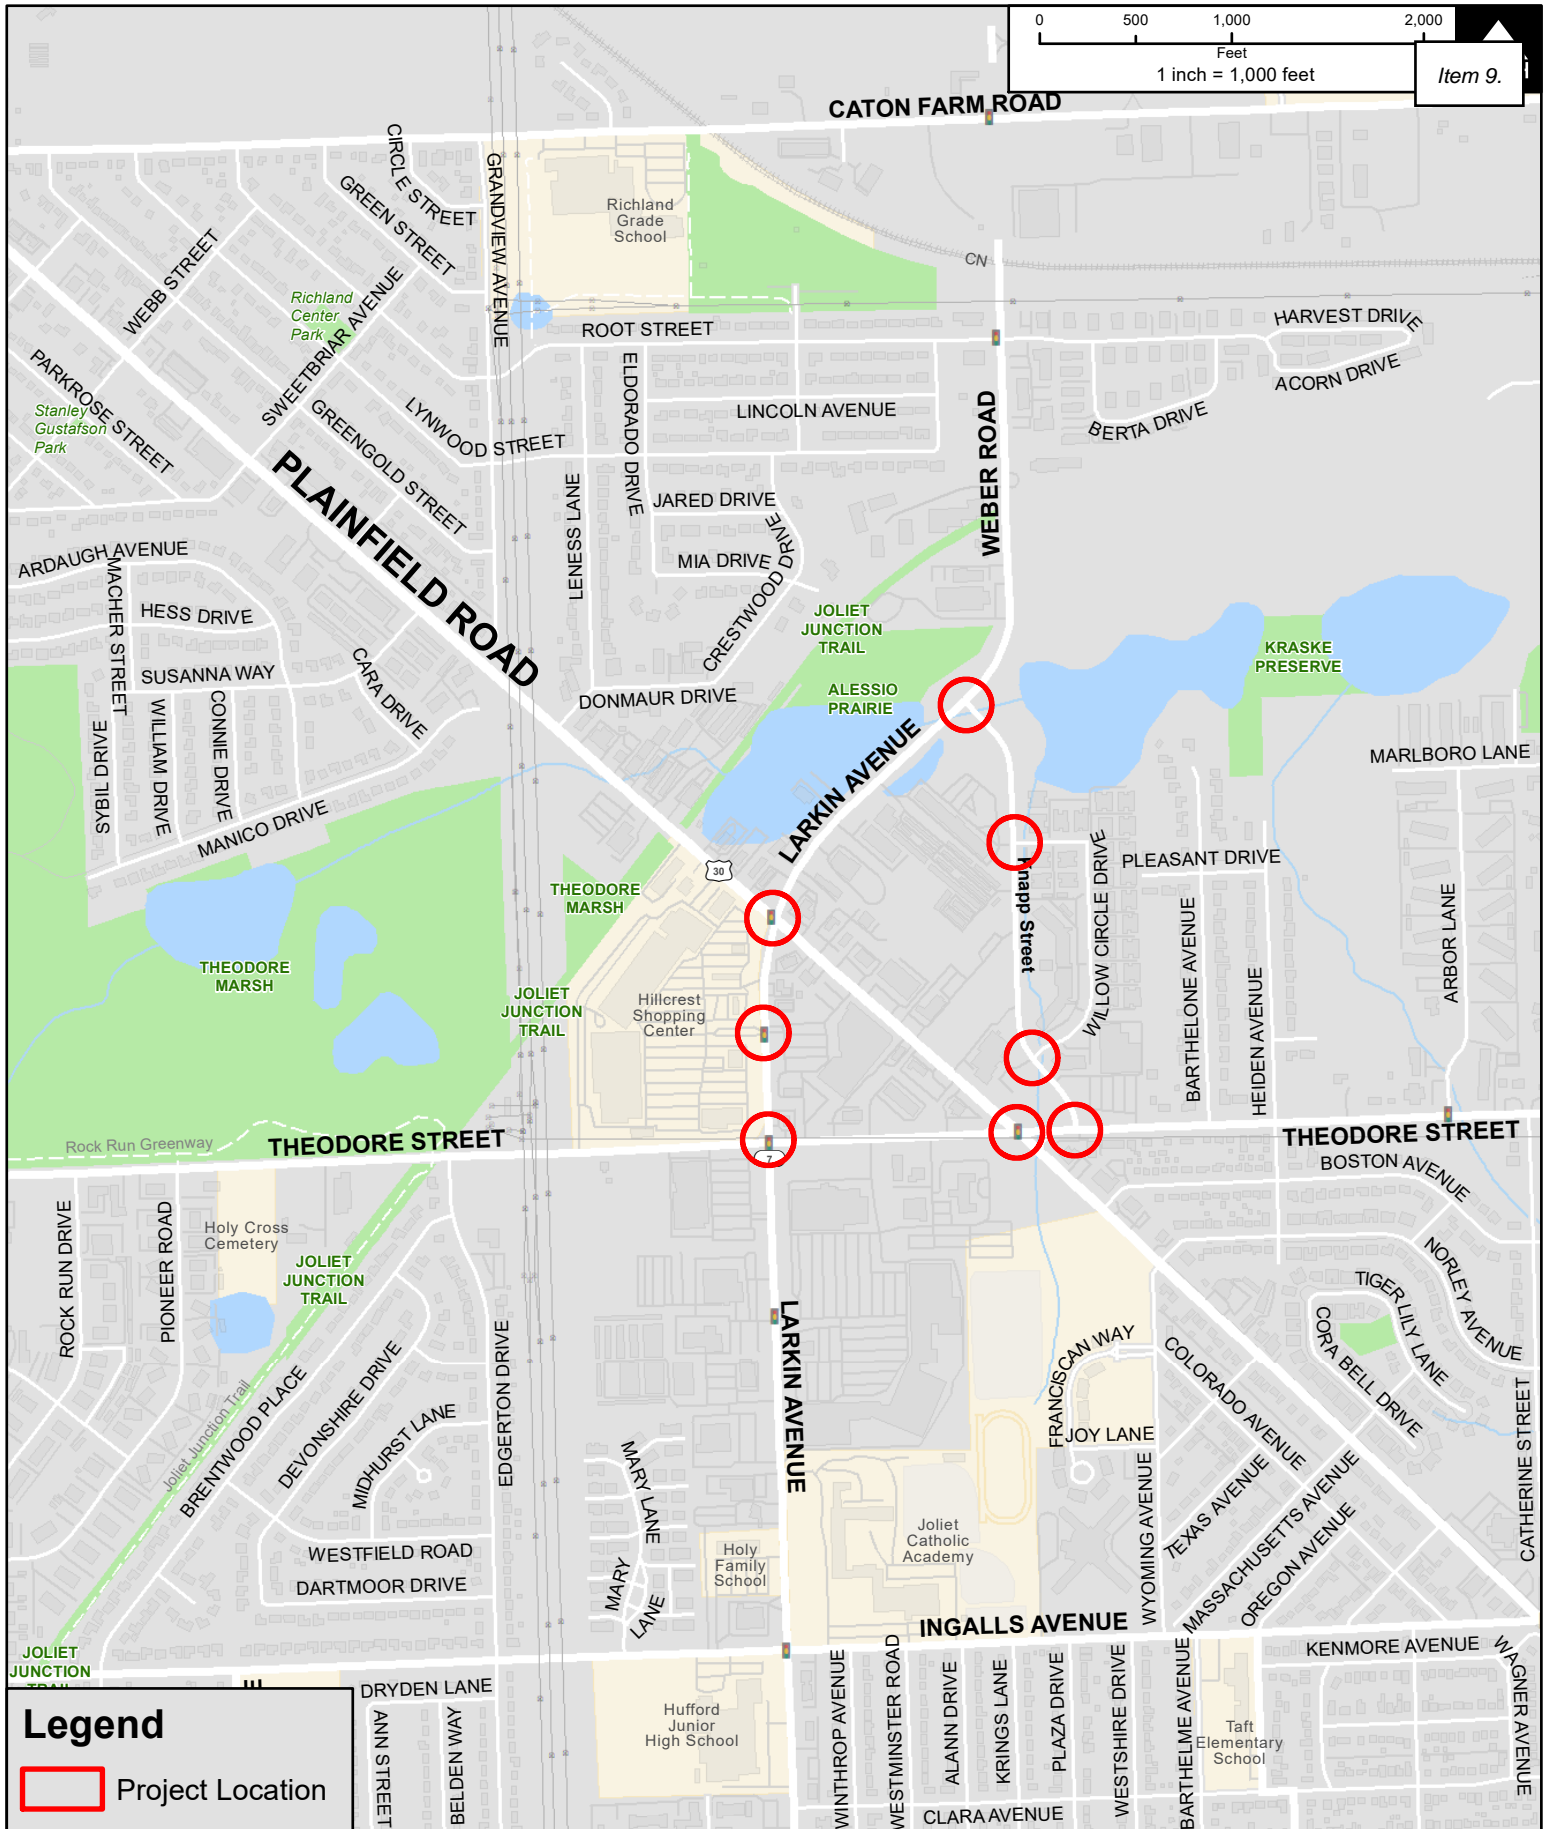 0 500 1,000 2,000
Feet
1 inch = 1,000 feet
Item 9.
CATON FARM ROAD
CIRCLE STREET
GREEN STREET
GRANDVIEW AVENUE
Richland
Grade
School
CN
WEBB STREET
Richland
Center
Park
SWEETBRIAR AVENUE
ROOT STREET
HARVEST DRIVE
ACORN DRIVE
BERTA DRIVE
PARKROSE STREET
Stanley
Gustafson
Park
GREENGOLD STREET
LYNWOOD STREET
ELDORADO DRIVE
LINCOLN AVENUE
WEBER ROAD
PLAINFIELD ROAD
LENESS LANE
JARED DRIVE
MIA DRIVE
CRESTWOOD DRIVE
ARDAUGH AVENUE
MACHER STREET
HESS DRIVE
SUSANNA WAY
CARA DRIVE
CONNIE DRIVE
WILLIAM DRIVE
SYBIL DRIVE
MANICO DRIVE
DONMAUR DRIVE
JOLIET
JUNCTION
TRAIL
ALESSIO
PRAIRIE
KRASKE
PRESERVE
LARKIN AVENUE
MARLBORO LANE
30
Knapp Street
WILLOW CIRCLE DRIVE
PLEASANT DRIVE
BARTHELONE AVENUE
HEIDEN AVENUE
ARBOR LANE
THEODORE
MARSH
THEODORE
MARSH
JOLIET
JUNCTION
TRAIL
Hillcrest
Shopping
Center
Rock Run Greenway
THEODORE STREET
7
THEODORE STREET
BOSTON AVENUE
ROCK RUN DRIVE
PIONEER ROAD
Holy Cross
Cemetery
JOLIET
JUNCTION
TRAIL
Joliet Junction Trail
BRENTWOOD PLACE
DEVONSHIRE DRIVE
MIDHURST LANE
EDGERTON DRIVE
LARKIN AVENUE
FRANCISCAN WAY
JOY LANE
COLORADO AVENUE
TIGER LILY LANE
CORA BELL DRIVE
NORLEY AVENUE
CATHERINE STREET
WESTFIELD ROAD
DARTMOOR DRIVE
MARY LANE
MARY
LANE
Holy
Family
School
Joliet
Catholic
Academy
WYOMING AVENUE
TEXAS AVENUE
MASSACHUSETTS AVENUE
OREGON AVENUE
INGALLS AVENUE
KENMORE AVENUE
WAGNER AVENUE
JOLIET
JUNCTION
TRAIL
DRYDEN LANE
ANN STREET
BELDEN WAY
Hufford
Junior
High School
WINTHROP AVENUE
WESTMINSTER ROAD
ALANN DRIVE
KRINGS LANE
PLAZA DRIVE
WESTSHIRE DRIVE
BARTHELME AVENUE
Taft
Elementary
School
CLARA AVENUE
Legend
Project Location